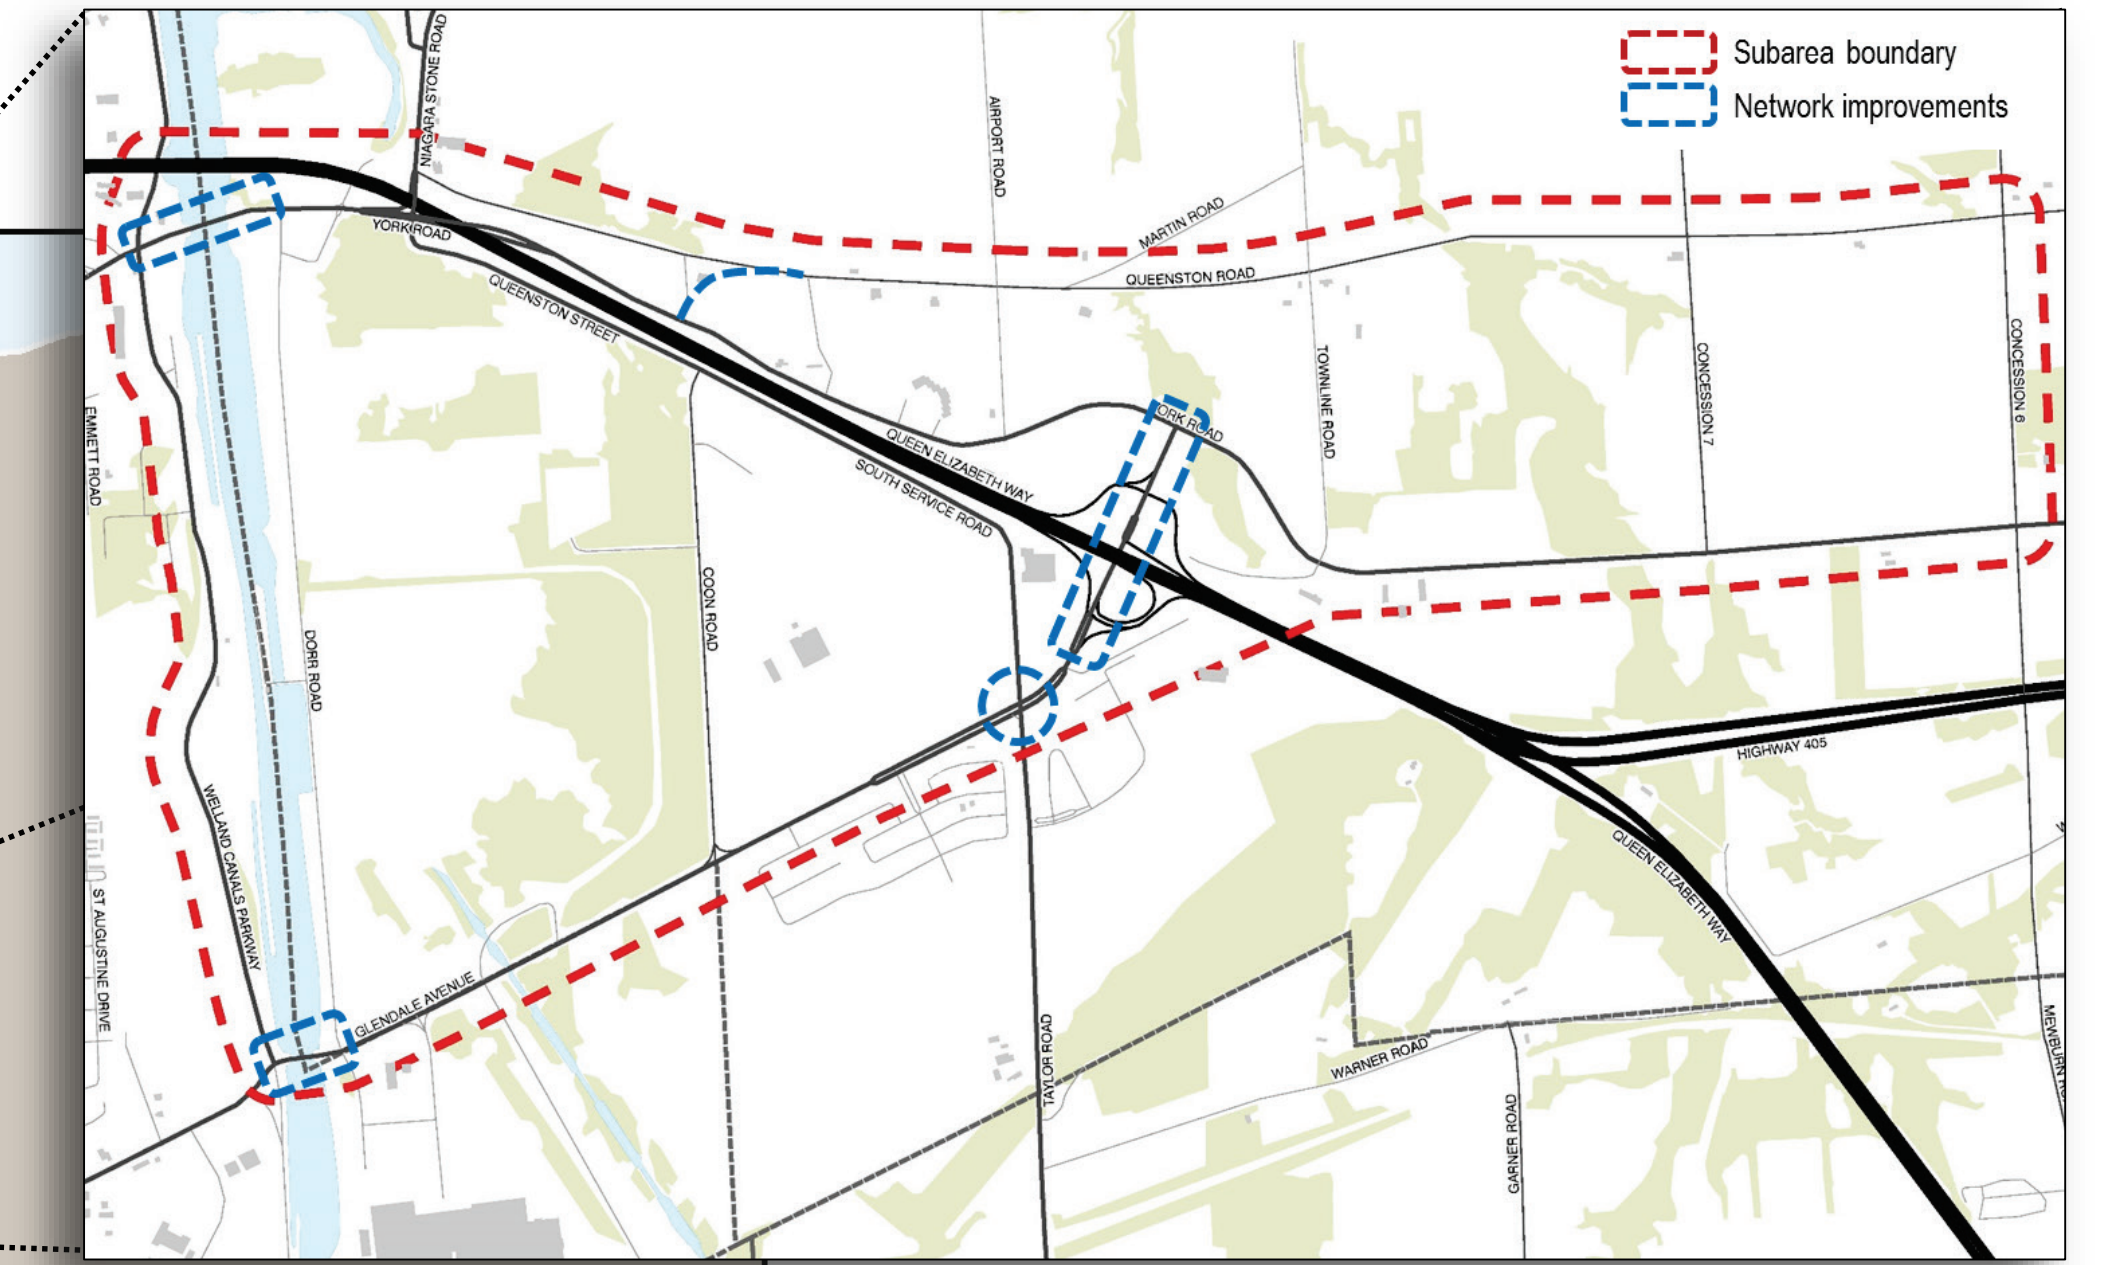 Subarea boundary
Network improvements
NIAGARA STONE ROAD
AIRPORT ROAD
MARTIN ROAD
YORK ROAD
QUEENSTON ROAD
QUEENSTON STREET
TOWNLINE ROAD
CONCESSION 7
CONCESSION 6
EMMETT ROAD
ORK ROAD
QUEEN ELIZABETH WAY
SOUTH SERVICE ROAD
COON ROAD
DORR ROAD
HIGHWAY 405
WELLAND CANALS PARKWAY
QUEEN ELIZABETH WAY
ST AUGUSTINE DRIVE
GLENDALE AVENUE
TAYLOR ROAD
WARNER ROAD
GARNER ROAD
MEWBURN